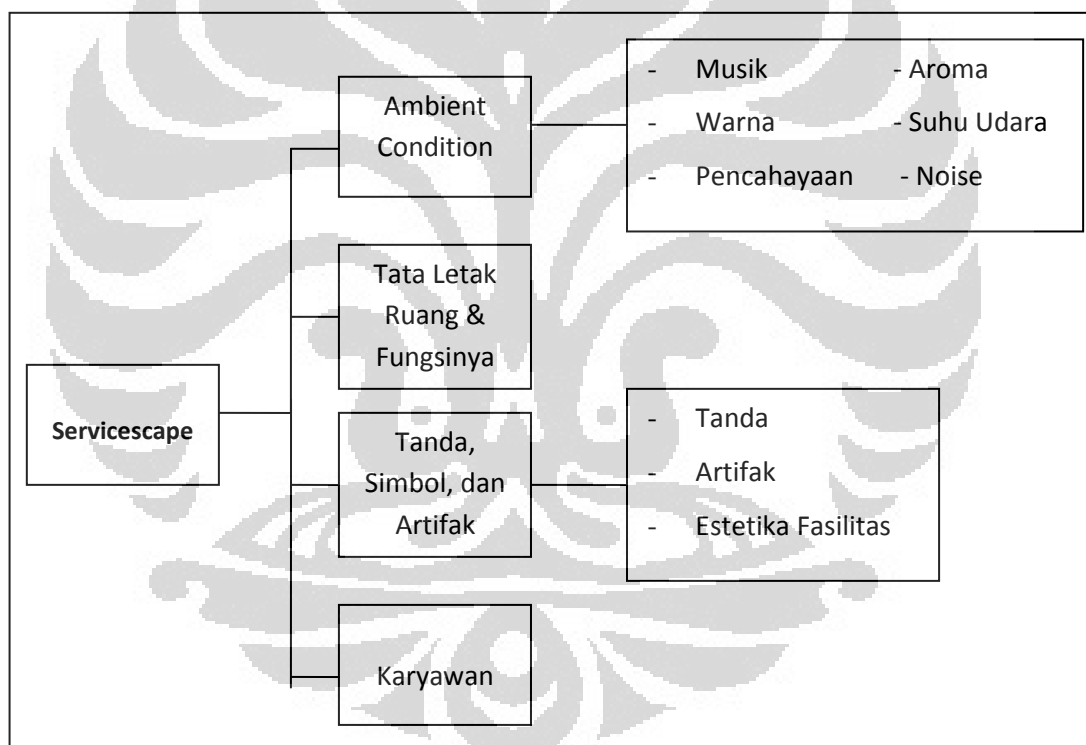 Servicescape
Ambient
Condition
- Musik - Aroma
- Warna - Suhu Udara
- Pencahayaan - Noise
Tata Letak
Ruang &
Fungsinya
Tanda,
Simbol, dan
Artifak
- Tanda
- Artifak
- Estetika Fasilitas
Karyawan